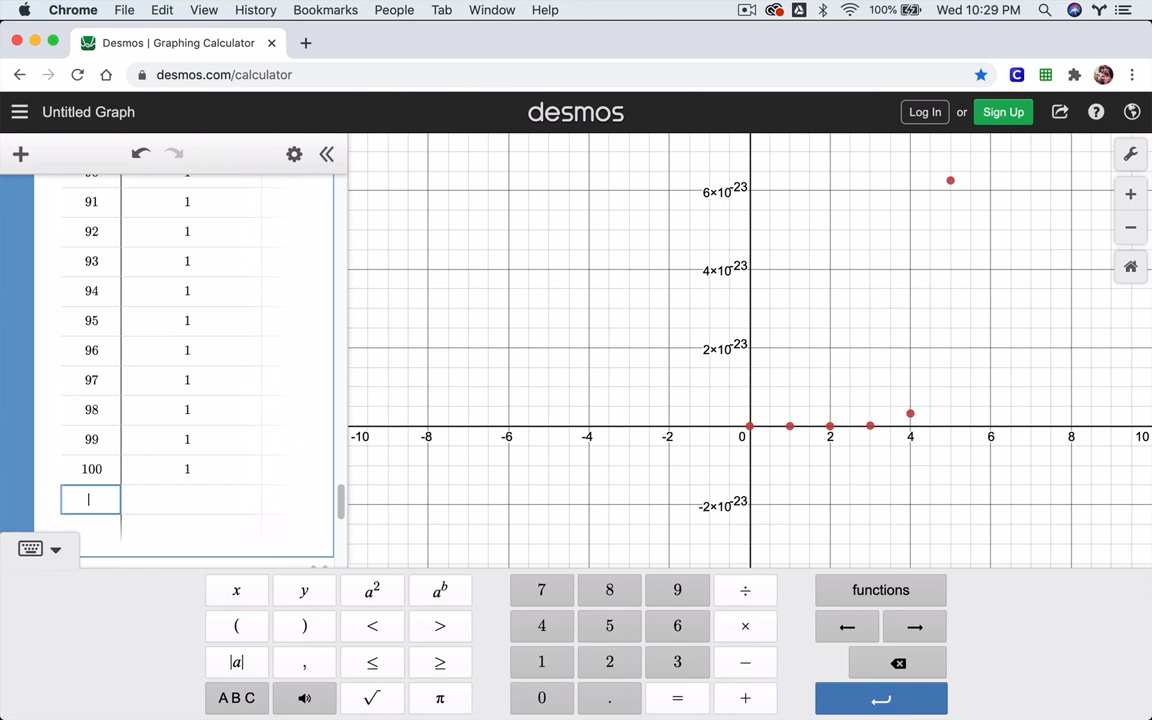 Chrome File Edit View History Bookmarks People Tab Window Help 100% Wed 10:29 PM
Desmos | Graphing Calculator
desmos.com/calculator
Untitled Graph desmos Log In or Sign Up
91 1
92 1
93 1
94 1
95 1
96 1
97 1
98 1
99 1
100 1
6×10^-23
4×10^-23
2×10^-23
-10 -8 -6 -4 -2 0 2 4 6 8 10
-2×10^-23
x y a² aᵇ 7 8 9 ÷ functions
( ) < > 4 5 6 × ← →
|a| , ≤ ≥ 1 2 3 −
A B C √ π 0 . = +